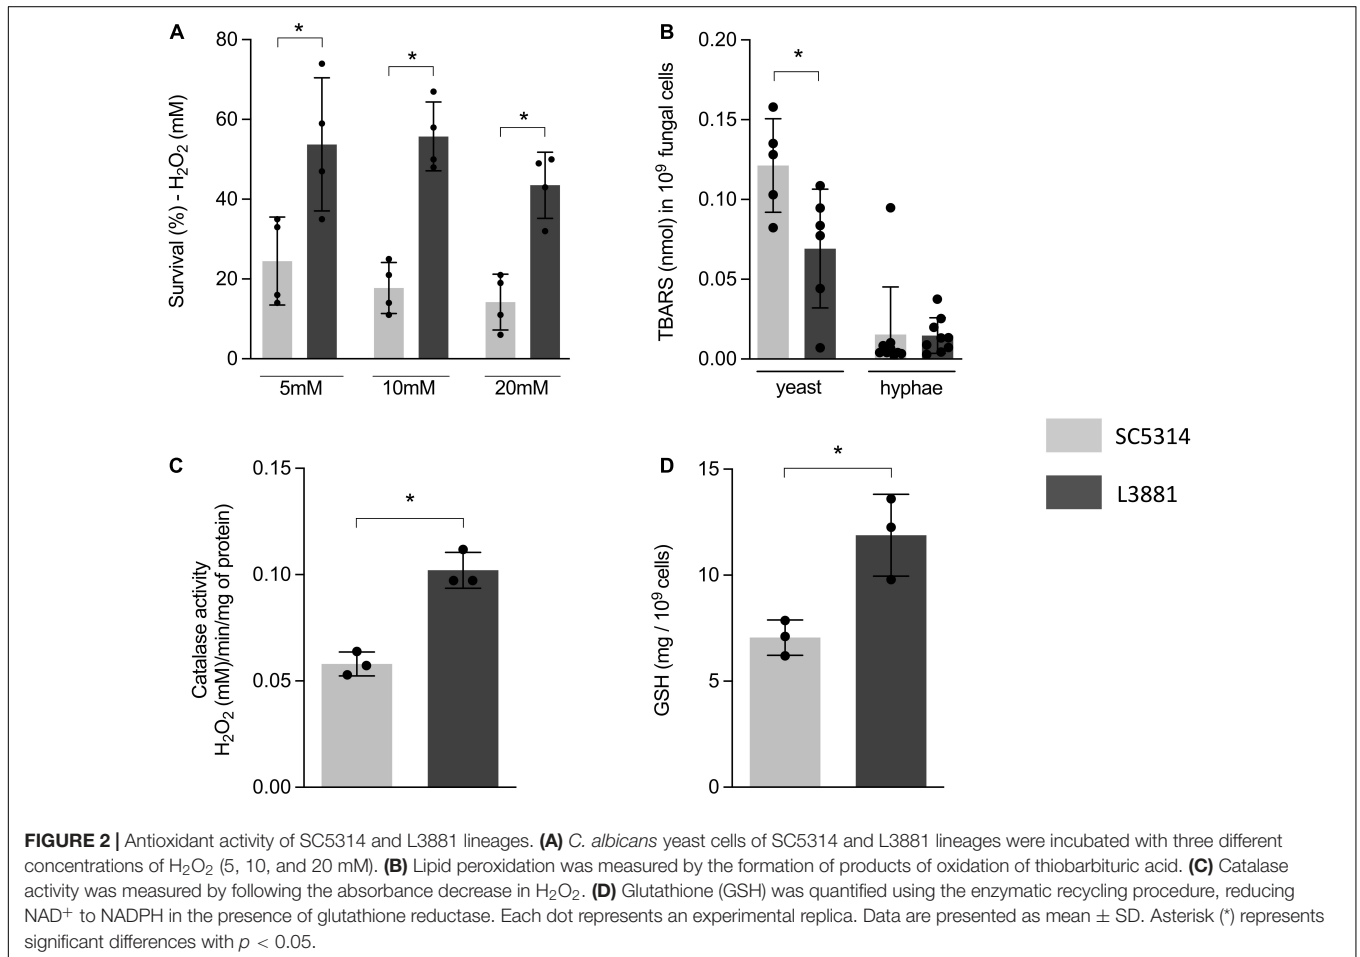 A
*
*
*
80
60
40
20
0
Survival (%) - H₂O₂ (mM)
5mM
10mM
20mM
B
*
0.20
0.15
0.10
0.05
0.00
TBARS (nmol) in 10⁹ fungal cells
yeast
hyphae
SC5314
L3881
C
*
0.15
0.10
0.05
0.00
Catalase activity
H₂O₂ (mM)/min/mg of protein)
D
*
15
10
5
0
GSH (mg / 10⁹ cells)
FIGURE 2 | Antioxidant activity of SC5314 and L3881 lineages. (A) C. albicans yeast cells of SC5314 and L3881 lineages were incubated with three different
concentrations of H₂O₂ (5, 10, and 20 mM). (B) Lipid peroxidation was measured by the formation of products of oxidation of thiobarbituric acid. (C) Catalase
activity was measured by following the absorbance decrease in H₂O₂. (D) Glutathione (GSH) was quantified using the enzymatic recycling procedure, reducing
NAD⁺ to NADPH in the presence of glutathione reductase. Each dot represents an experimental replica. Data are presented as mean ± SD. Asterisk (*) represents
significant differences with p < 0.05.